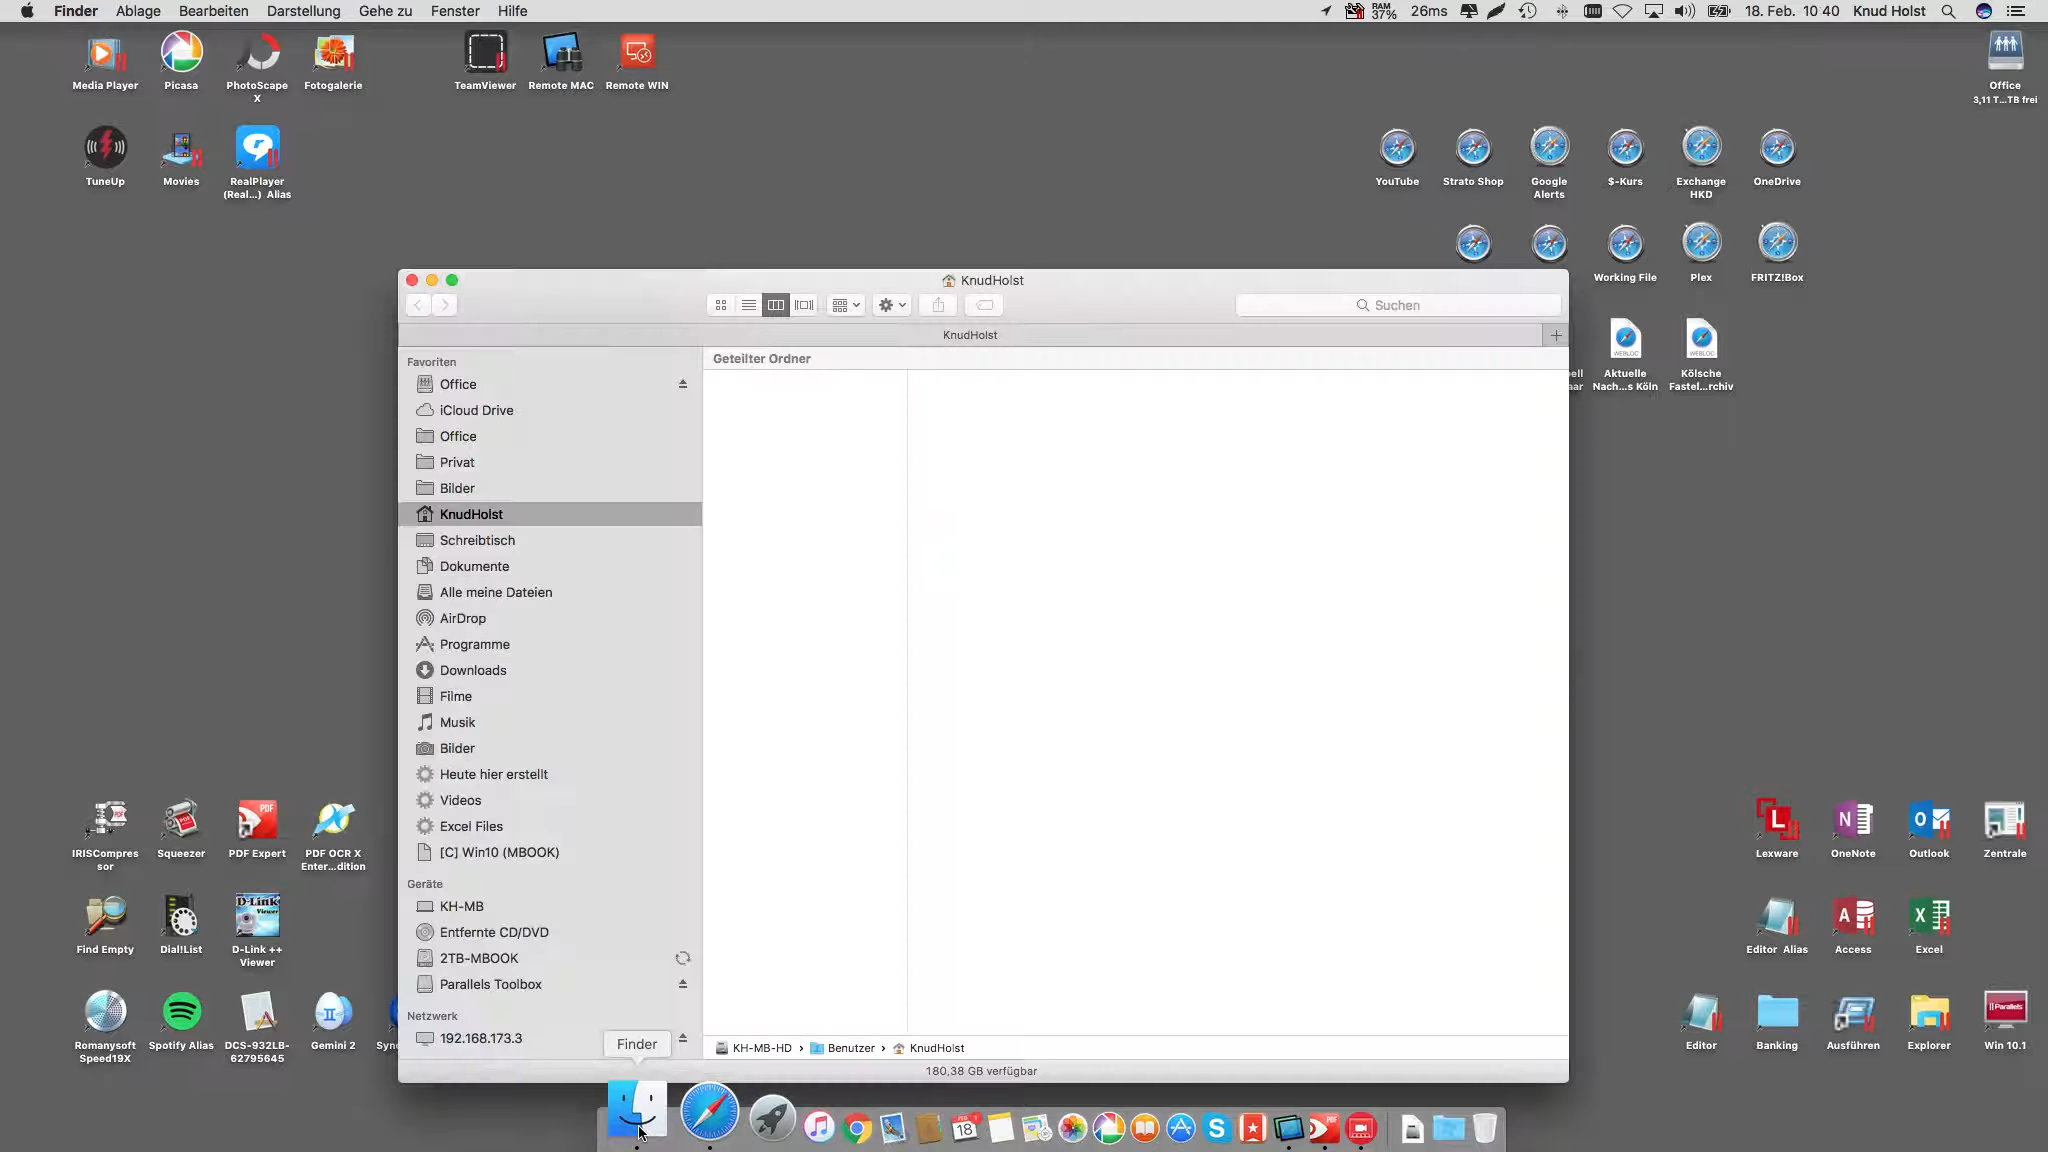 Finder Ablage Bearbeiten Darstellung Gehe zu Fenster Hilfe
RAM 37% 26ms 18. Feb. 10 40 Knud Holst
Media Player Picasa PhotoScape X Fotogalerie TeamViewer Remote MAC Remote WIN
Office
3,11 T...TB frei
TuneUp Movies RealPlayer (Real...) Alias
YouTube Strato Shop Google Alerts $-Kurs Exchange HKD OneDrive
Working File Plex FRITZ!Box
KnudHolst
Suchen
KnudHolst
Favoriten
Geteilter Ordner
Office
iCloud Drive
Office
Privat
Bilder
KnudHolst
Schreibtisch
Dokumente
Alle meine Dateien
AirDrop
Programme
Downloads
Filme
Musik
Bilder
Heute hier erstellt
Videos
Excel Files
[C] Win10 (MBOOK)
Geräte
KH-MB
Entfernte CD/DVD
2TB-MBOOK
Parallels Toolbox
Netzwerk
192.168.173.3
KH-MB-HD › Benutzer › KnudHolst
180,38 GB verfügbar
Finder
WEBLOC WEBLOC
Aktuelle Nach...s Köln
Kölsche Fastel...rchiv
IRISCompres sor Squeezer PDF Expert PDF OCR X Enter...dition
Find Empty Dial!List D-Link ++ Viewer
Romanysoft Speed19X Spotify Alias DCS-932LB-62795645 Gemini 2
Lexware OneNote Outlook Zentrale
Editor Alias Access Excel
Editor Banking Ausführen Explorer Win 10.1
18